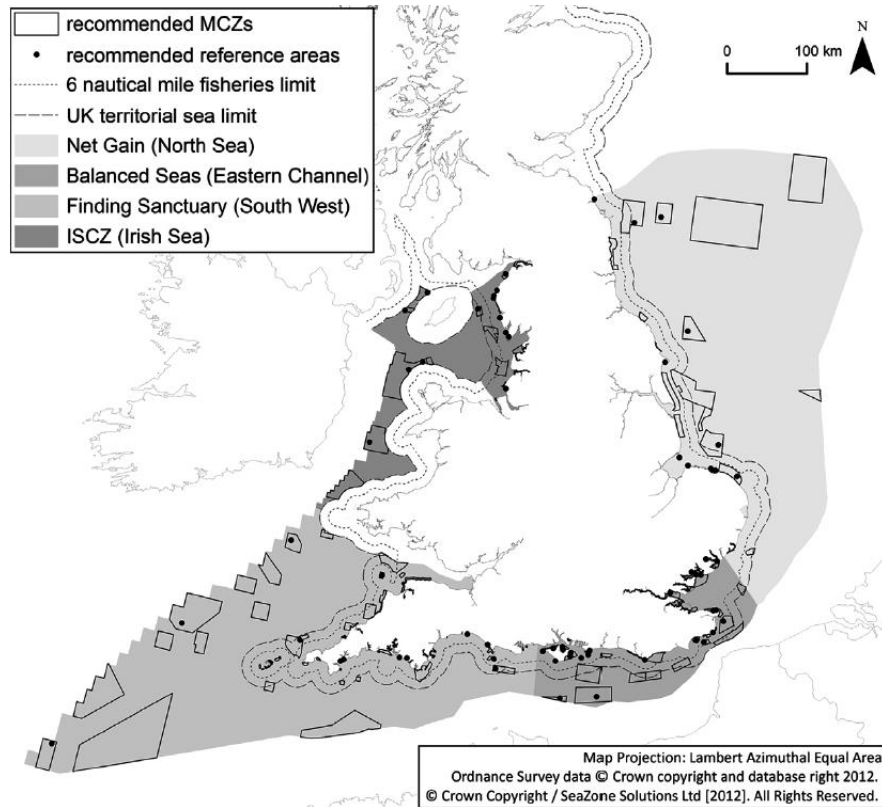 recommended MCZs
recommended reference areas
6 nautical mile fisheries limit
UK territorial sea limit
Net Gain (North Sea)
Balanced Seas (Eastern Channel)
Finding Sanctuary (South West)
ISCZ (Irish Sea)
N
0 100 km
Map Projection: Lambert Azimuthal Equal Area
Ordnance Survey data © Crown copyright and database right 2012.
© Crown Copyright / SeaZone Solutions Ltd [2012]. All Rights Reserved.